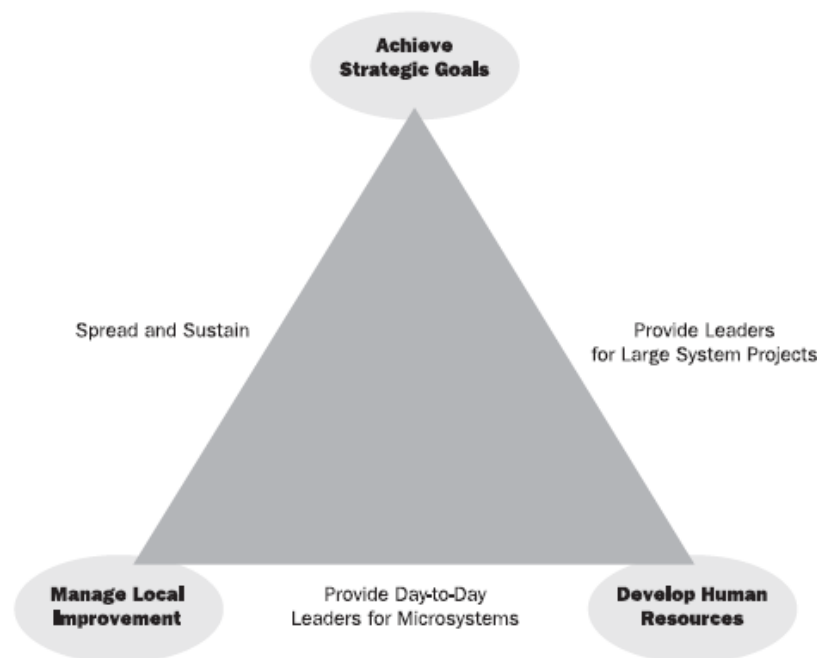 Achieve
Strategic Goals
Spread and Sustain
Provide Leaders
for Large System Projects
Manage Local
Improvement
Provide Day-to-Day
Leaders for Microsystems
Develop Human
Resources